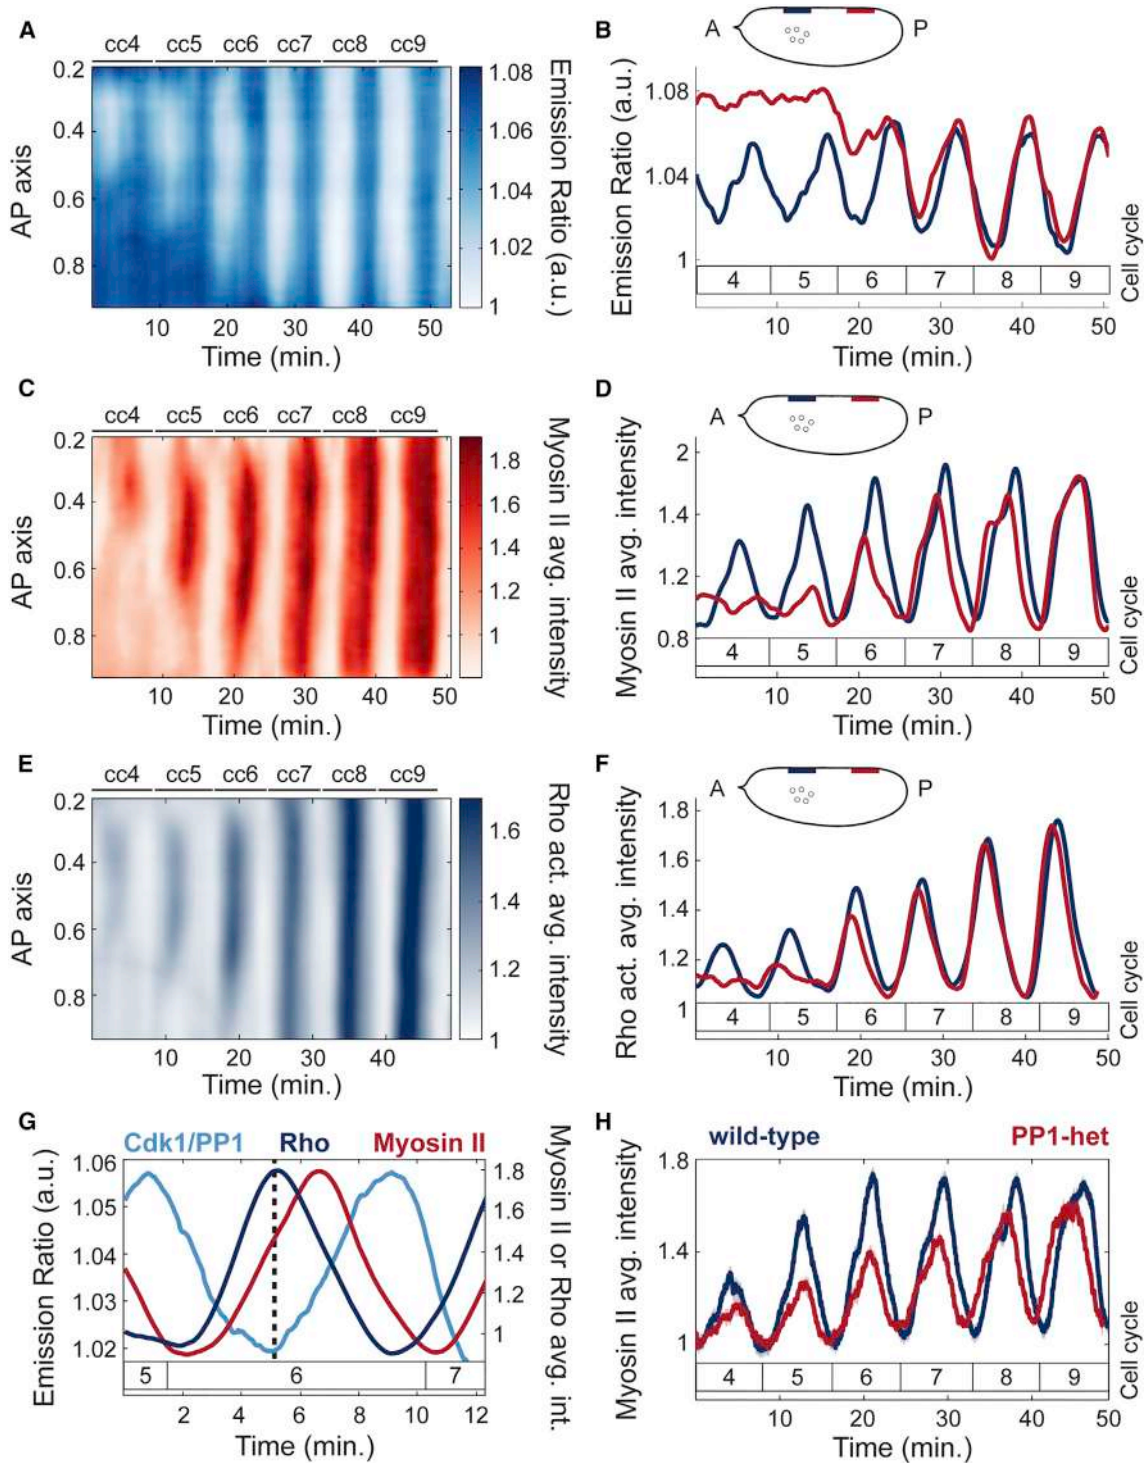 A
cc4 cc5 cc6 cc7 cc8 cc9
0.2
0.4
0.6
0.8
AP axis
10 20 30 40 50
Time (min.)
1.08
1.06
1.04
1.02
1
Emission Ratio (a.u.)
B
A P
1.08
1.04
1
Emission Ratio (a.u.)
4 5 6 7 8 9
Cell cycle
10 20 30 40 50
Time (min.)
C
cc4 cc5 cc6 cc7 cc8 cc9
0.2
0.4
0.6
0.8
AP axis
10 20 30 40 50
Time (min.)
1.8
1.6
1.4
1.2
1
Myosin II avg. intensity
D
A P
2
1.6
1.2
0.8
Myosin II avg. intensity
4 5 6 7 8 9
Cell cycle
10 20 30 40 50
Time (min.)
E
cc4 cc5 cc6 cc7 cc8 cc9
0.2
0.4
0.6
0.8
AP axis
10 20 30 40
Time (min.)
1.6
1.4
1.2
1
Rho act. avg. intensity
F
A P
1.8
1.6
1.4
1.2
1
Rho act. avg. intensity
4 5 6 7 8 9
Cell cycle
10 20 30 40 50
Time (min.)
G
Cdk1/PP1 Rho Myosin II
1.06
1.05
1.04
1.03
1.02
Emission Ratio (a.u.)
1.8
1.6
1.4
1.2
1
Myosin II or Rho avg. int.
5 6 7
2 4 6 8 10 12
Time (min.)
H
wild-type PP1-het
1.8
1.4
1
Myosin II avg. intensity
4 5 6 7 8 9
Cell cycle
10 20 30 40 50
Time (min.)